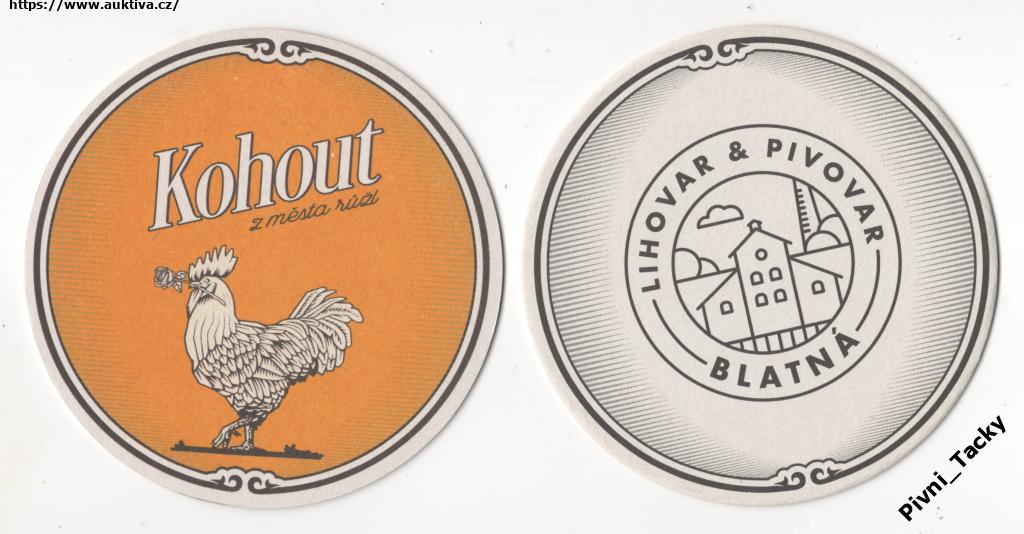 https://www.auktiva.cz/
Kohout
z města růží
LIHOVAR & PIVOVAR
BLATNÁ
Pivni_Tacky